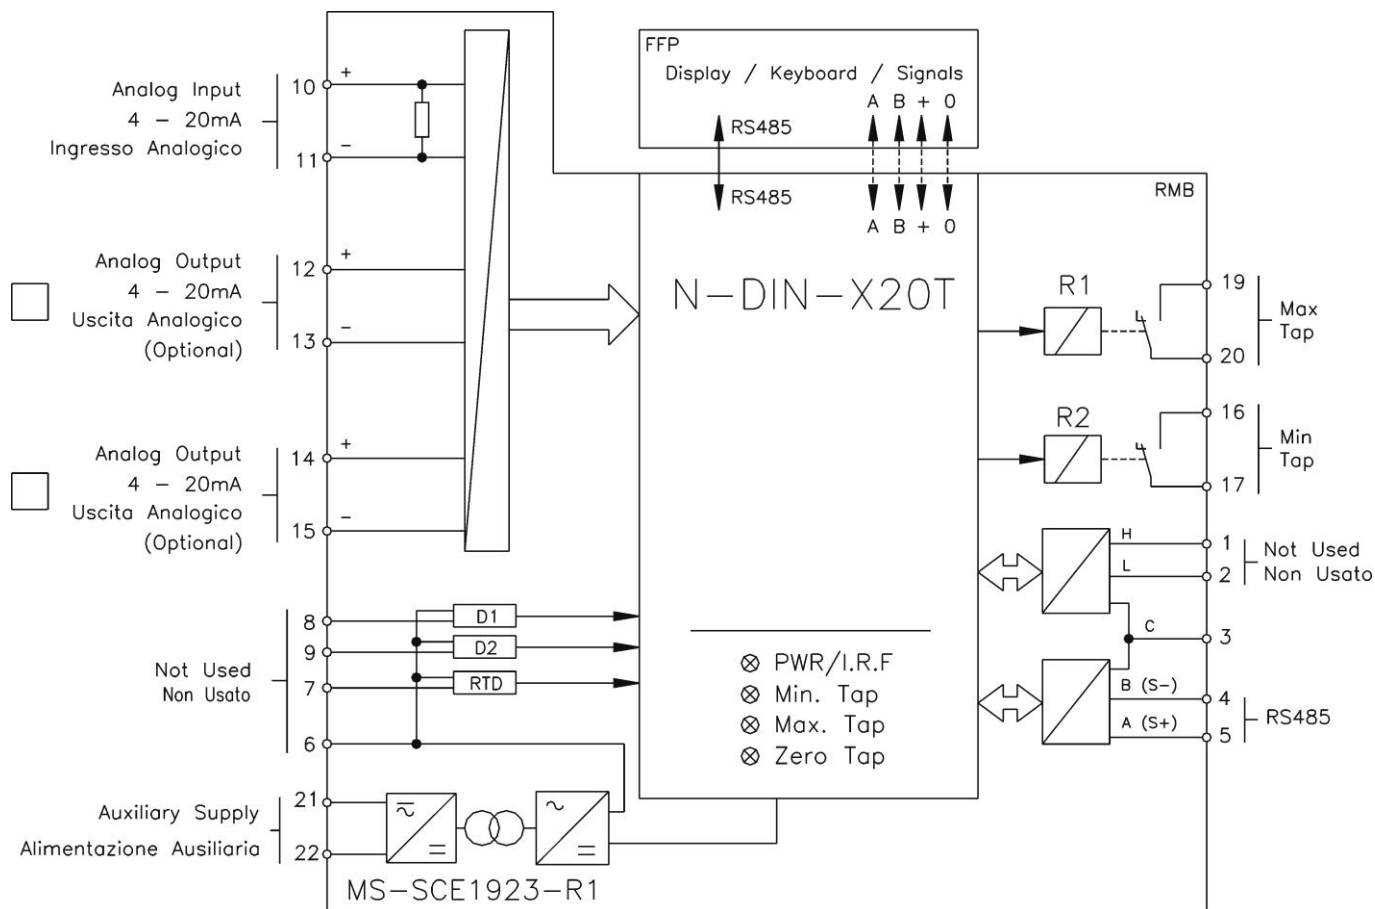 FFP
Display / Keyboard / Signals
A B + 0
RS485
RS485
A B + 0
RMB
N-DIN-X20T
Analog Input
4 - 20mA
Ingresso Analogico
10 +
11 -
Analog Output
4 - 20mA
Uscita Analogico
(Optional)
12 +
13 -
Analog Output
4 - 20mA
Uscita Analogico
(Optional)
14 +
15 -
Not Used
Non Usato
8
9
7
6
D1
D2
RTD
Auxiliary Supply
Alimentazione Ausiliaria
21
22
MS-SCE1923-R1
PWR/I.R.F
Min. Tap
Max. Tap
Zero Tap
R1
19
20
Max
Tap
R2
16
17
Min
Tap
H
L
1
2
Not Used
Non Usato
C
3
B (S-)
A (S+)
4
5
RS485